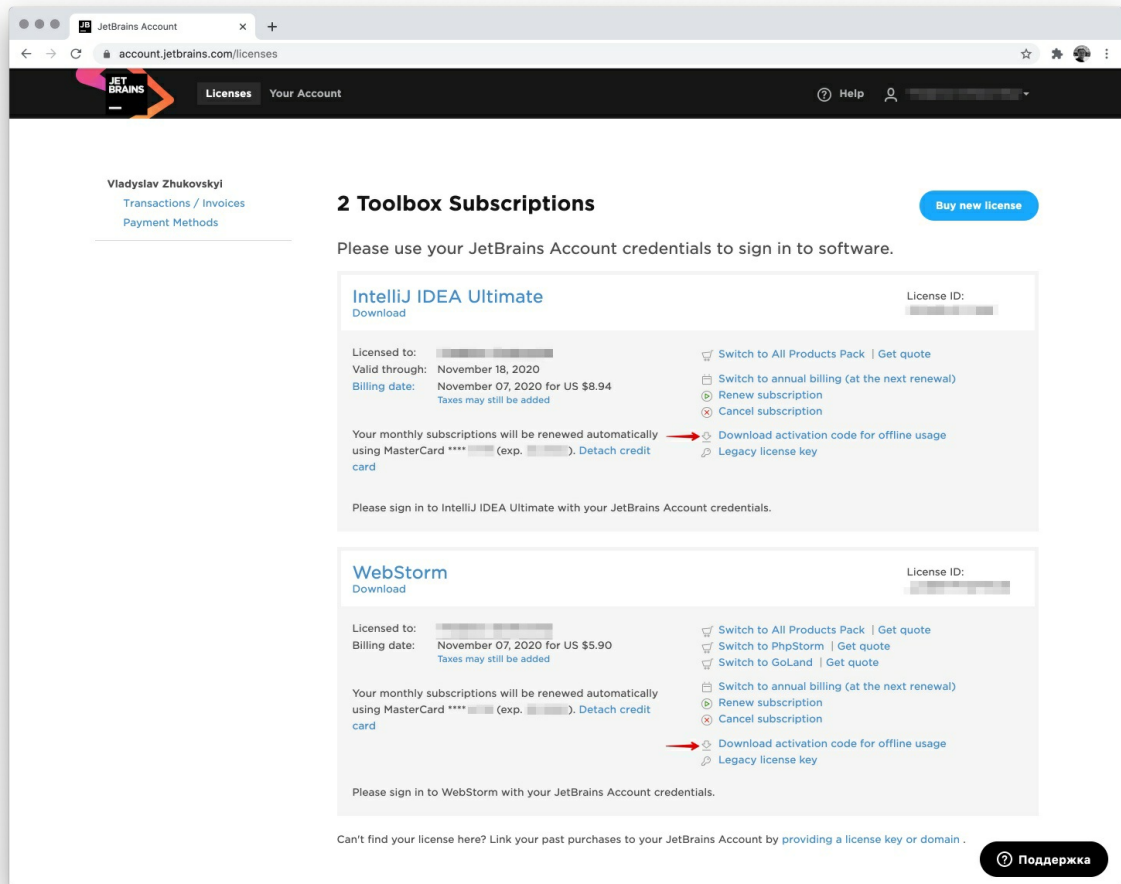 JetBrains Account
account.jetbrains.com/licenses
JET
BRAINS
Licenses Your Account
Help
Vladyslav Zhukovskyi
Transactions / Invoices
Payment Methods
2 Toolbox Subscriptions
Buy new license
Please use your JetBrains Account credentials to sign in to software.
IntelliJ IDEA Ultimate
Download
License ID:
Licensed to:
Valid through: November 18, 2020
Billing date: November 07, 2020 for US $8.94
Taxes may still be added
Switch to All Products Pack | Get quote
Switch to annual billing (at the next renewal)
Renew subscription
Cancel subscription
Your monthly subscriptions will be renewed automatically
using MasterCard **** (exp. ). Detach credit
card
Download activation code for offline usage
Legacy license key
Please sign in to IntelliJ IDEA Ultimate with your JetBrains Account credentials.
WebStorm
Download
License ID:
Licensed to:
Billing date: November 07, 2020 for US $5.90
Taxes may still be added
Switch to All Products Pack | Get quote
Switch to PhpStorm | Get quote
Switch to GoLand | Get quote
Your monthly subscriptions will be renewed automatically
using MasterCard **** (exp. ). Detach credit
card
Switch to annual billing (at the next renewal)
Renew subscription
Cancel subscription
Download activation code for offline usage
Legacy license key
Please sign in to WebStorm with your JetBrains Account credentials.
Can't find your license here? Link your past purchases to your JetBrains Account by providing a license key or domain .
Поддержка